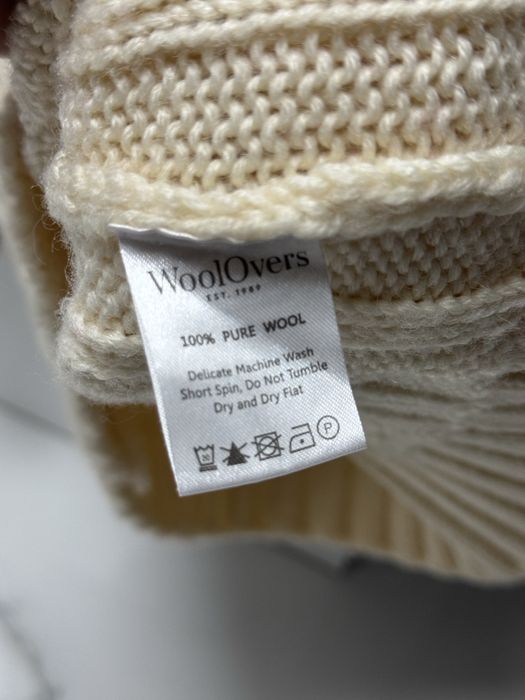 WoolOvers
EST. 1989
100% PURE WOOL
Delicate Machine Wash
Short Spin, Do Not Tumble
Dry and Dry Flat
P